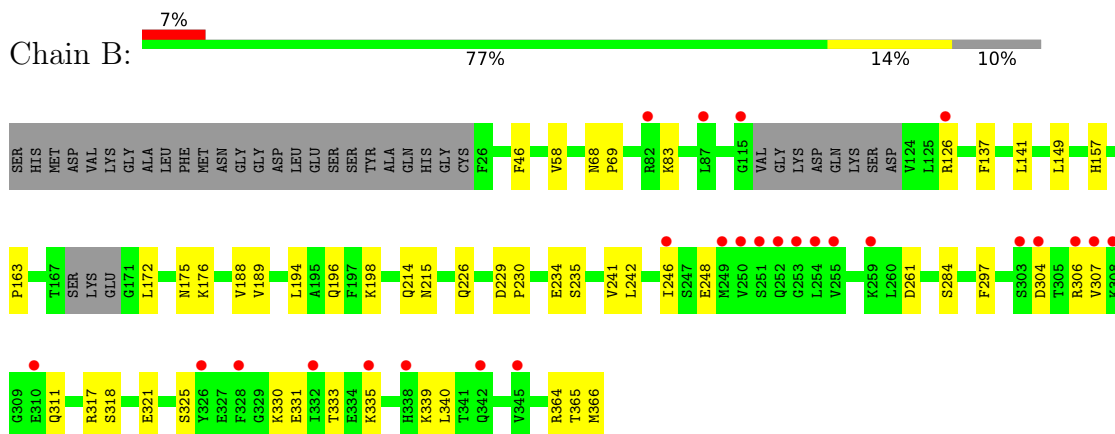 7%
Chain B:
77% 14% 10%
SER HIS MET ASP VAL LYS GLY ALA LEU PHE MET ASN GLY GLY ASP LEU GLU SER SER TYR ALA GLN HIS GLY CYS F26 F46 V58 N68 P69 R82 K83 L87 G115 VAL GLY LYS ASP GLN LYS SER ASP V124 L125 R126 F137 L141 L149 H157
P163 T167 SER LYS GLU G171 L172 N175 K176 V188 V189 L194 A195 Q196 F197 K198 Q214 N215 Q226 D229 P230 E234 S235 V241 L242 I246 S247 E248 M249 V250 S251 Q252 G253 L254 V255 K259 L260 D261 S284 F297 S303 D304 T305 R306 V307 K308
G309 E310 Q311 R317 S318 E321 S325 Y326 E327 F328 G329 K330 E331 I332 T333 E334 K335 H338 K339 L340 T341 Q342 V345 R364 T365 M366